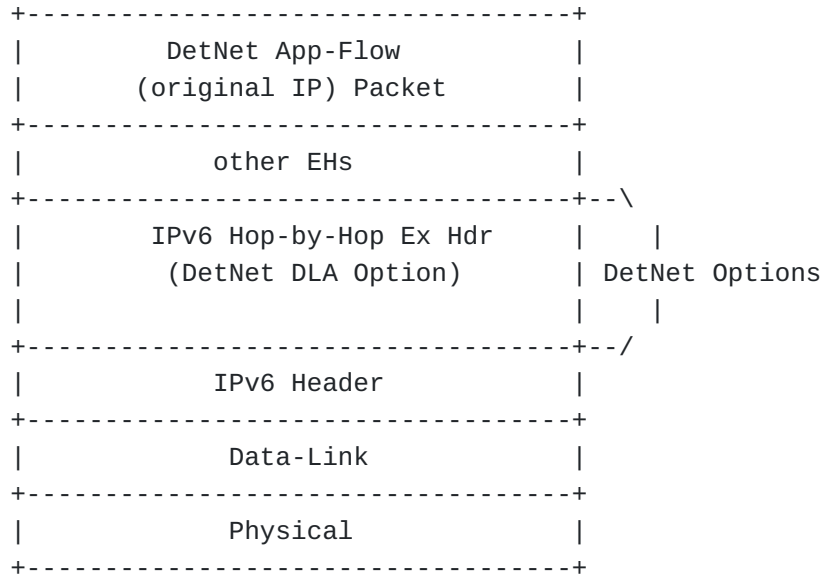 DetNet App-Flow
(original IP) Packet
other EHs
IPv6 Hop-by-Hop Ex Hdr
(DetNet DLA Option) DetNet Options
IPv6 Header
Data-Link
Physical